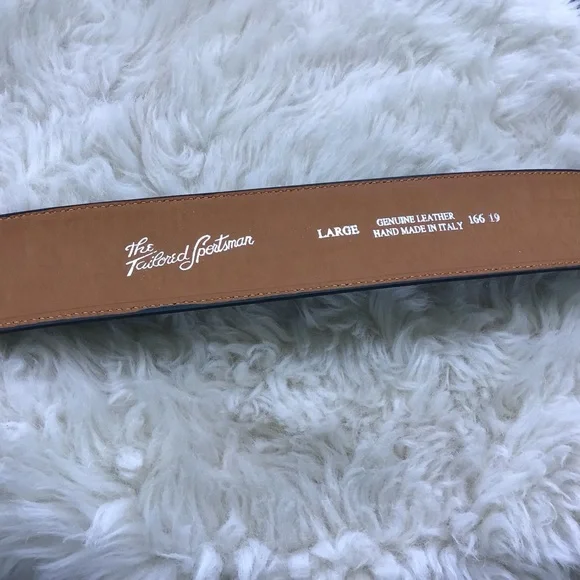 The
Tailored Sportsman
LARGE
GENUINE LEATHER
HAND MADE IN ITALY
166 19